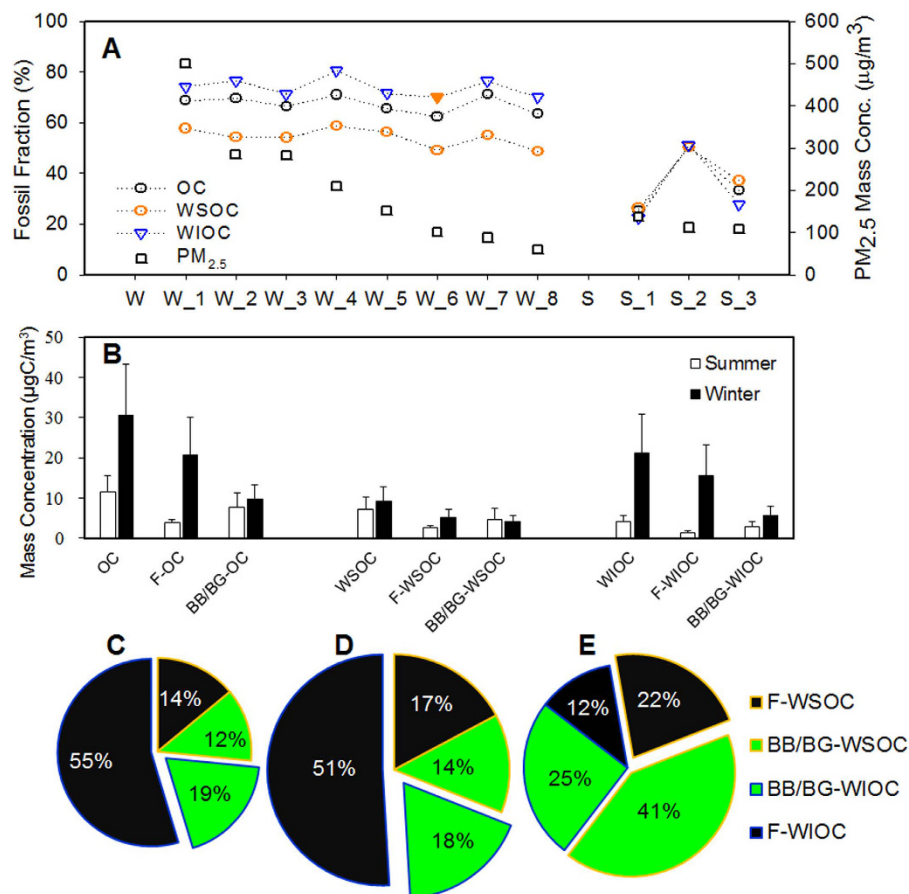 A
Fossil Fraction (%)
100
80
60
40
20
0
OC
WSOC
WIOC
PM2.5
600
500
400
300
200
100
0
PM2.5 Mass Conc. (μg/m³)
W W_1 W_2 W_3 W_4 W_5 W_6 W_7 W_8 S S_1 S_2 S_3
B
Mass Concentration (μgC/m³)
50
40
30
20
10
0
Summer
Winter
OC F-OC BB/BG-OC WSOC F-WSOC BB/BG-WSOC WIOC F-WIOC BB/BG-WIOC
C
14%
12%
19%
55%
D
17%
14%
18%
51%
E
22%
41%
25%
12%
F-WSOC
BB/BG-WSOC
BB/BG-WIOC
F-WIOC